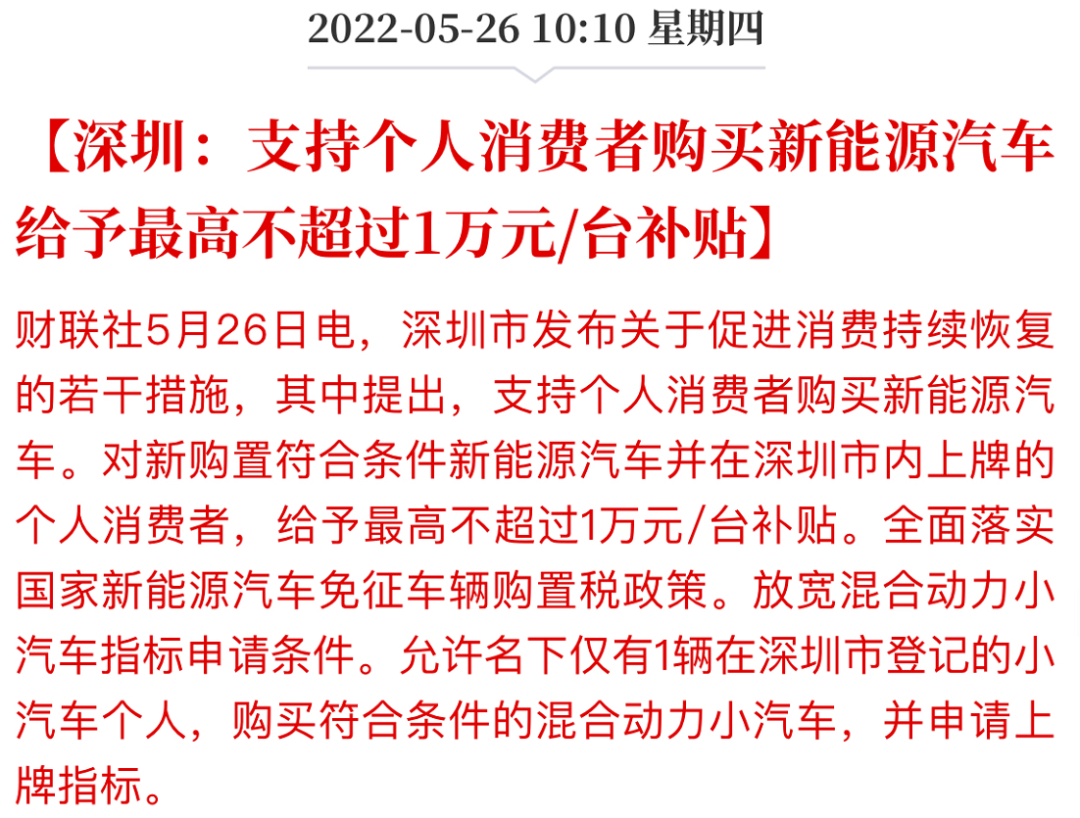 2022-05-26 10:10 星期四
【深圳：支持个人消费者购买新能源汽车
给予最高不超过1万元/台补贴】
财联社5月26日电，深圳市发布关于促进消费持续恢复
的若干措施，其中提出，支持个人消费者购买新能源汽
车。对新购置符合条件新能源汽车并在深圳市内上牌的
个人消费者，给予最高不超过1万元/台补贴。全面落实
国家新能源汽车免征车辆购置税政策。放宽混合动力小
汽车指标申请条件。允许名下仅有1辆在深圳市登记的小
汽车个人，购买符合条件的混合动力小汽车，并申请上
牌指标。